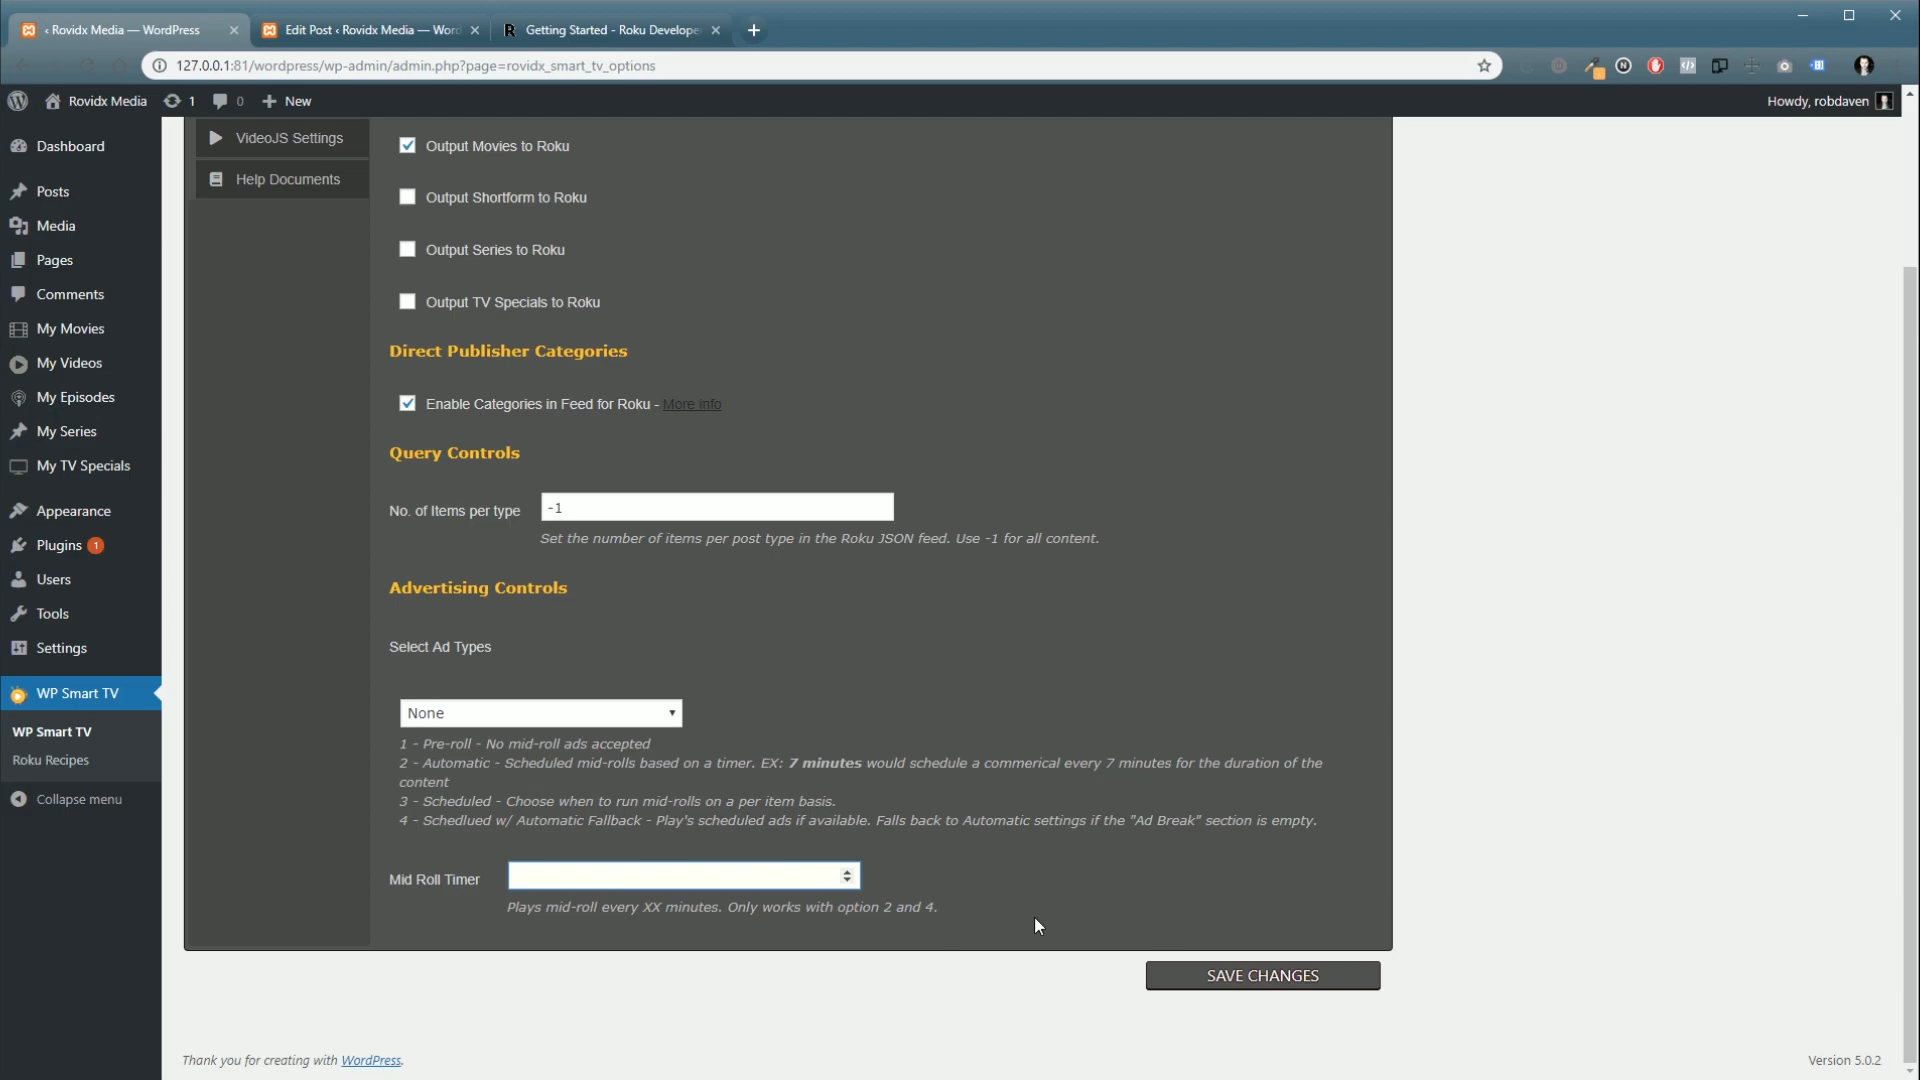 ‹ Rovidx Media — WordPress
Edit Post ‹ Rovidx Media — Word
Getting Started - Roku Develope
127.0.0.1:81/wordpress/wp-admin/admin.php?page=rovidx_smart_tv_options
Rovidx Media 1 0 New
Howdy, robdaven
Dashboard
Posts
Media
Pages
Comments
My Movies
My Videos
My Episodes
My Series
My TV Specials
Appearance
Plugins 1
Users
Tools
Settings
WP Smart TV
WP Smart TV
Roku Recipes
Collapse menu
VideoJS Settings
Help Documents
Output Movies to Roku
Output Shortform to Roku
Output Series to Roku
Output TV Specials to Roku
Direct Publisher Categories
Enable Categories in Feed for Roku - More Info
Query Controls
No. of Items per type -1
Set the number of items per post type in the Roku JSON feed. Use -1 for all content.
Advertising Controls
Select Ad Types
None
1 - Pre-roll - No mid-roll ads accepted
2 - Automatic - Scheduled mid-rolls based on a timer. EX: 7 minutes would schedule a commerical every 7 minutes for the duration of the
content
3 - Scheduled - Choose when to run mid-rolls on a per item basis.
4 - Schedlued w/ Automatic Fallback - Play's scheduled ads if available. Falls back to Automatic settings if the "Ad Break" section is empty.
Mid Roll Timer
Plays mid-roll every XX minutes. Only works with option 2 and 4.
SAVE CHANGES
Thank you for creating with WordPress.
Version 5.0.2